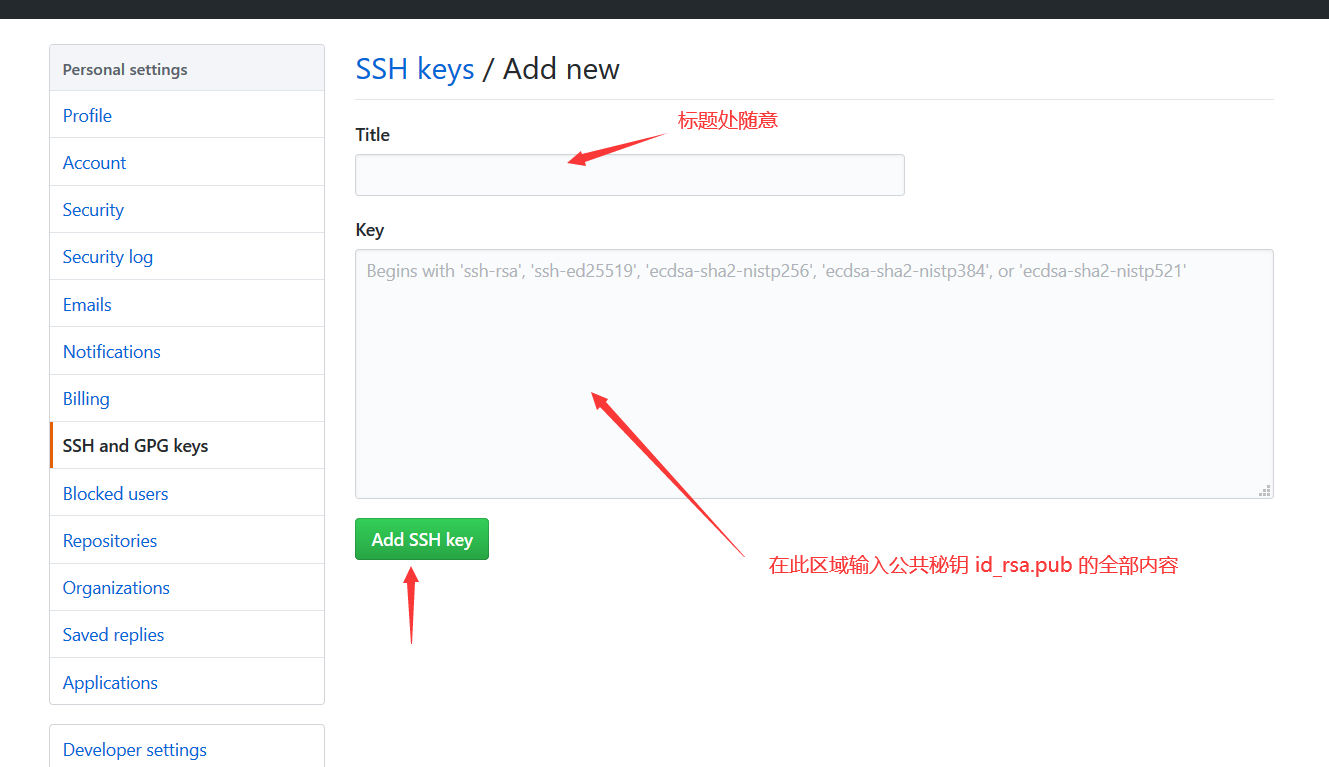 Personal settings
Profile
Account
Security
Security log
Emails
Notifications
Billing
SSH and GPG keys
Blocked users
Repositories
Organizations
Saved replies
Applications
Developer settings
SSH keys / Add new
标题处随意
Title
Key
Begins with 'ssh-rsa', 'ssh-ed25519', 'ecdsa-sha2-nistp256', 'ecdsa-sha2-nistp384', or 'ecdsa-sha2-nistp521'
Add SSH key
在此区域输入公共秘钥 id_rsa.pub 的全部内容